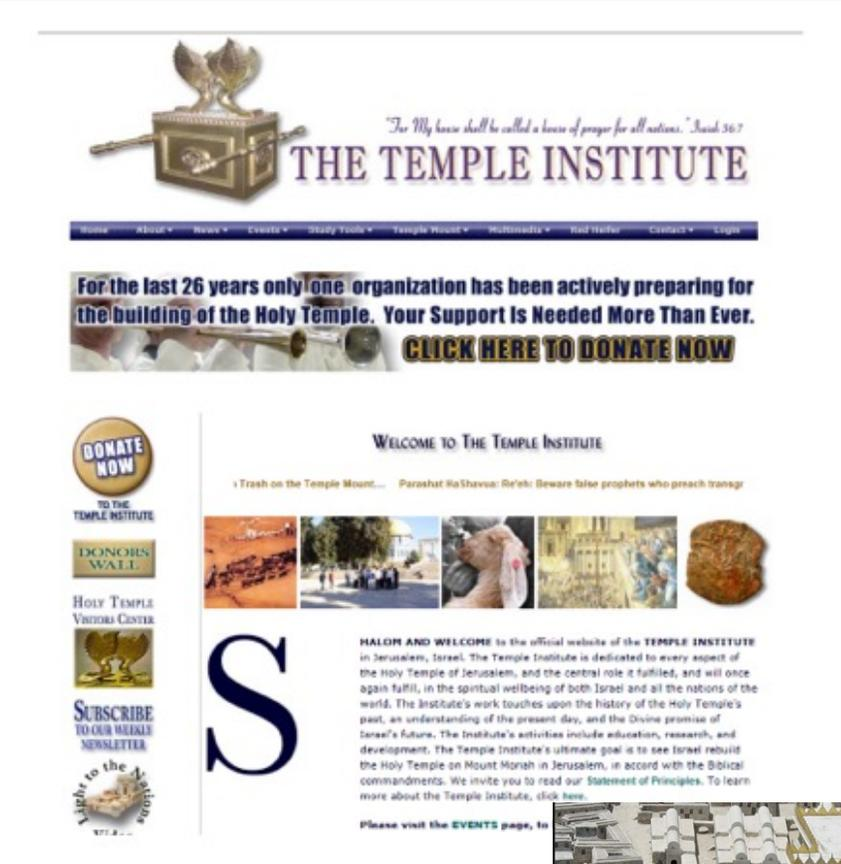 "For My house shall be called a house of prayer for all nations." Isaiah 56:7
THE TEMPLE INSTITUTE
Home About News Events Study Tools Temple Mount Multimedia Red Heifer Contact Login
For the last 26 years only one organization has been actively preparing for
the building of the Holy Temple. Your Support Is Needed More Than Ever.
CLICK HERE TO DONATE NOW
DONATE
NOW
TO THE
TEMPLE INSTITUTE
DONORS
WALL
HOLY TEMPLE
VISITORS CENTER
SUBSCRIBE
TO OUR WEEKLY
NEWSLETTER
Light to the Nations
WELCOME TO THE TEMPLE INSTITUTE
Trash on the Temple Mount... Parashat HaShavua: Re'eh: Beware false prophets who preach transgr
SHALOM AND WELCOME to the official website of the TEMPLE INSTITUTE
in Jerusalem, Israel. The Temple Institute is dedicated to every aspect of
the Holy Temple of Jerusalem, and the central role it fulfilled, and will once
again fulfill, in the spiritual wellbeing of both Israel and all the nations of the
world. The Institute's work touches upon the history of the Holy Temple's
past, an understanding of the present day, and the Divine promise of
Israel's future. The Institute's activities include education, research, and
development. The Temple Institute's ultimate goal is to see Israel rebuild
the Holy Temple on Mount Moriah in Jerusalem, in accord with the Biblical
commandments. We invite you to read our Statement of Principles. To learn
more about the Temple Institute, click here.
Please visit the EVENTS page, to